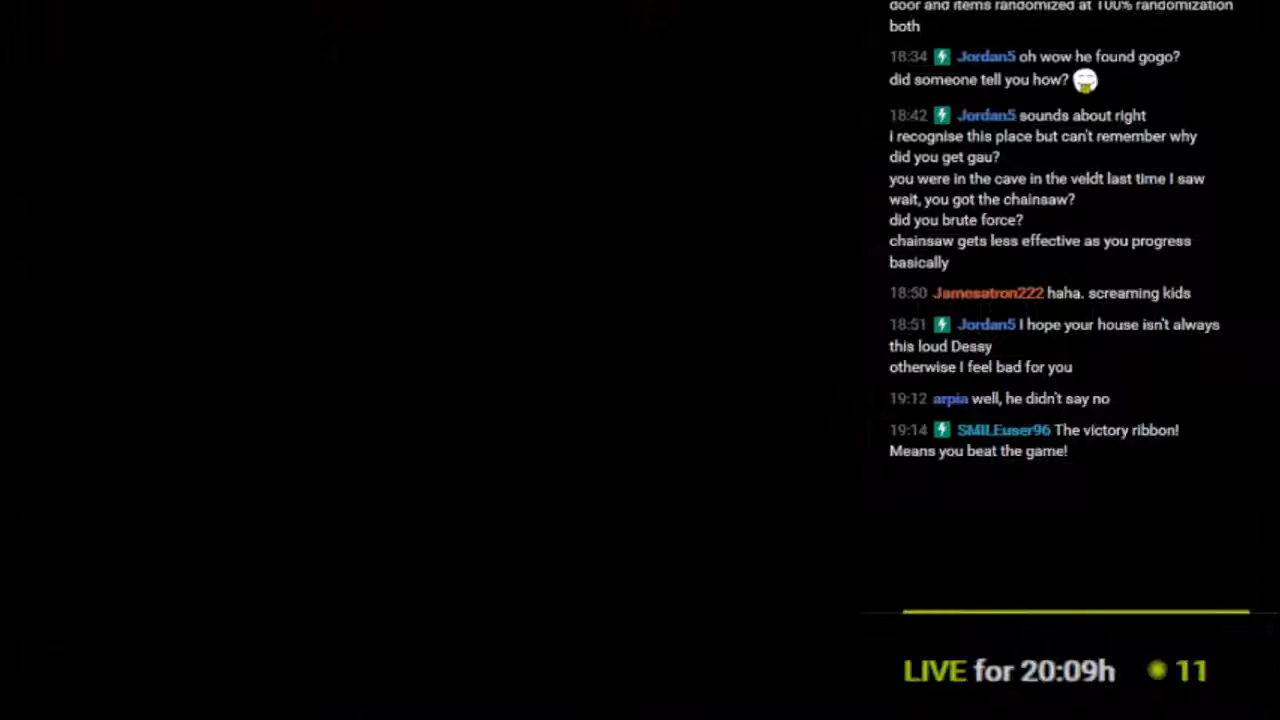 door and items randomized at 100% randomization
both
18:34 Jordan5 oh wow he found gogo?
did someone tell you how?
18:42 Jordan5 sounds about right
I recognise this place but can't remember why
did you get gau?
you were in the cave in the veldt last time I saw
wait, you got the chainsaw?
did you brute force?
chainsaw gets less effective as you progress
basically
18:50 Jamesatron222 haha. screaming kids
18:51 Jordan5 I hope your house isn't always
this loud Dessy
otherwise I feel bad for you
19:12 arpia well, he didn't say no
19:14 SMILEuser96 The victory ribbon!
Means you beat the game!
LIVE for 20:09h 11